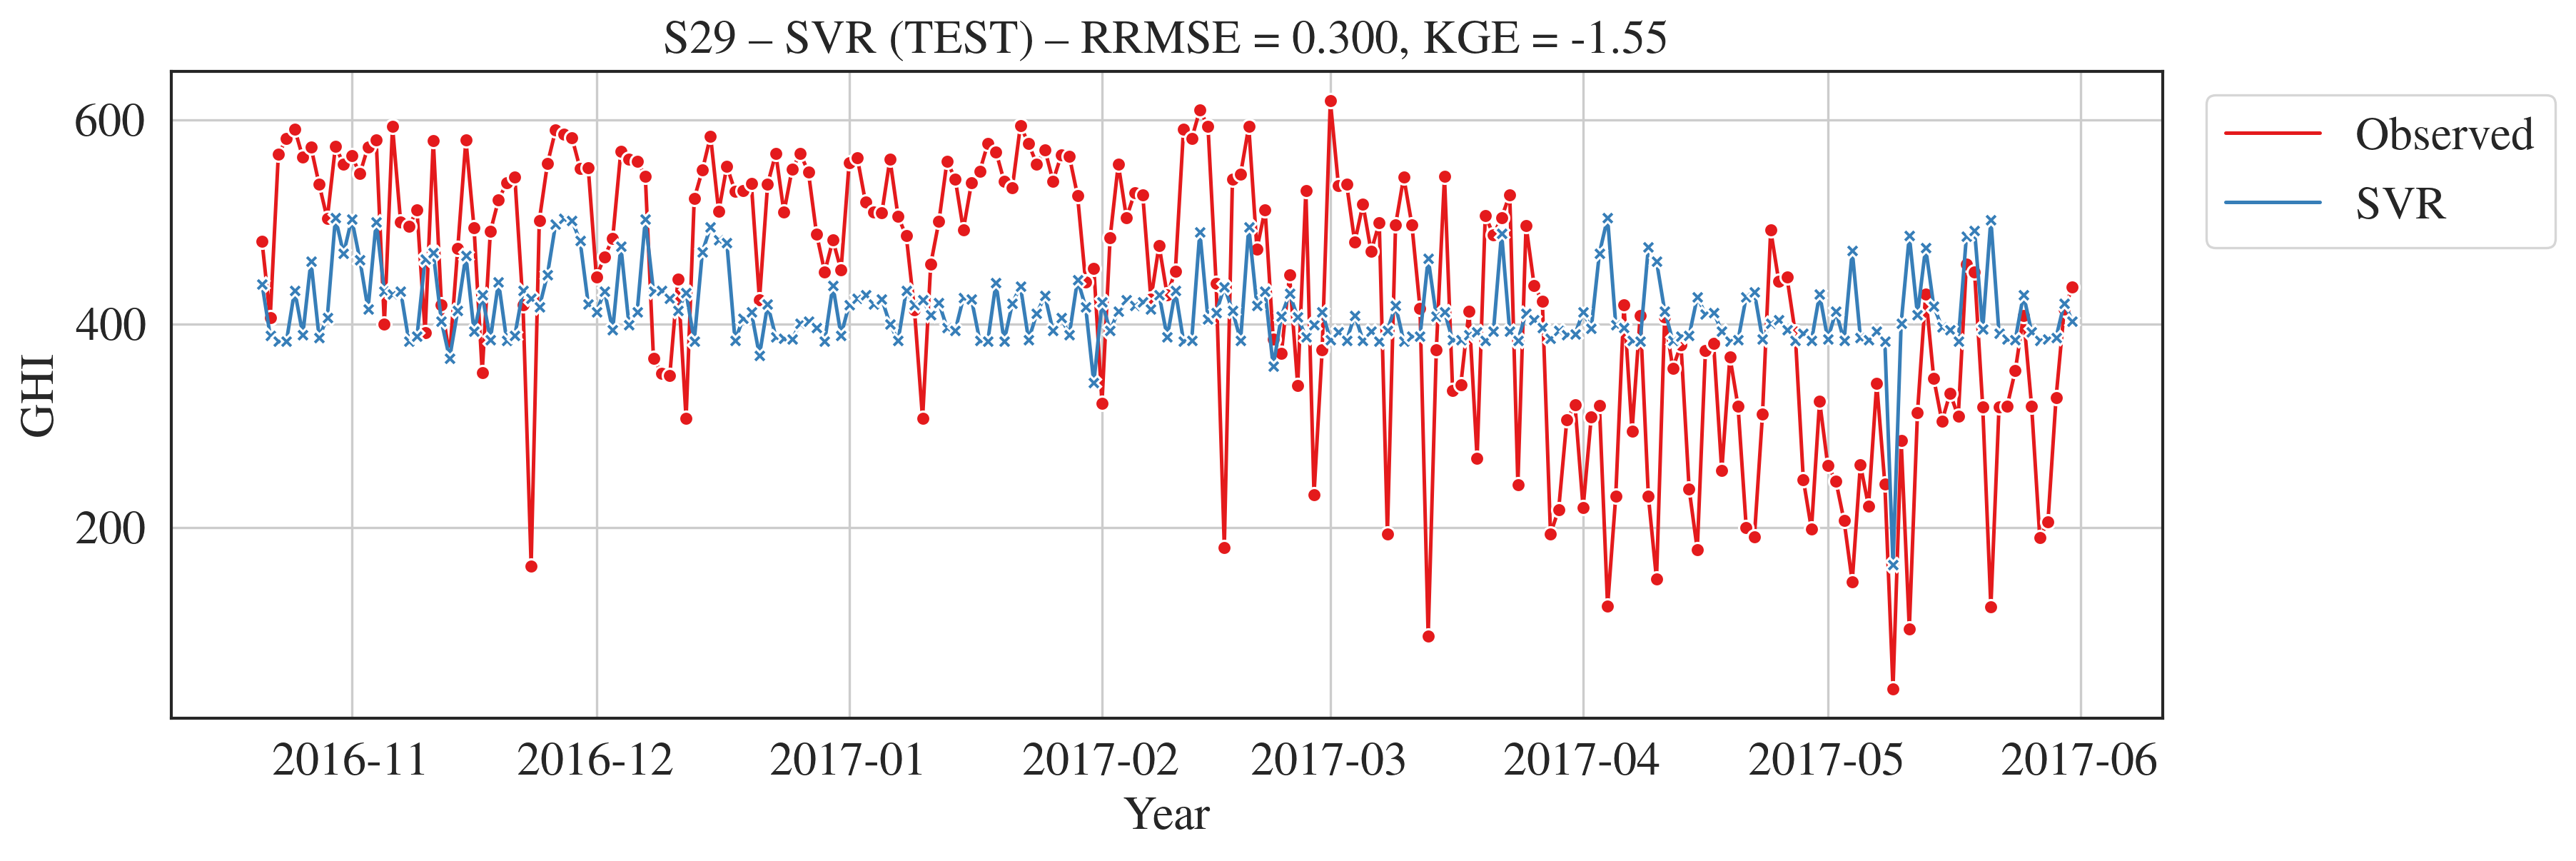 S29 – SVR (TEST) – RRMSE = 0.300, KGE = -1.55
600
400
200
GHI
2016-11
2016-12
2017-01
2017-02
2017-03
2017-04
2017-05
2017-06
Year
Observed
SVR